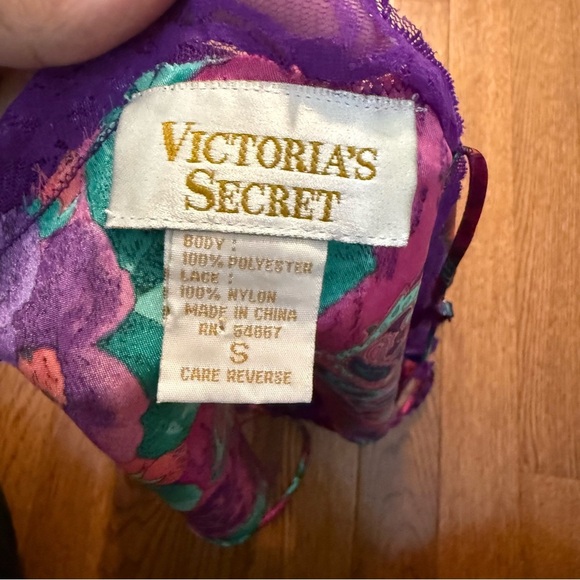 VICTORIA'S
SECRET
BODY :
100% POLYESTER
LACE :
100% NYLON
MADE IN CHINA
RN 54867
S
CARE REVERSE